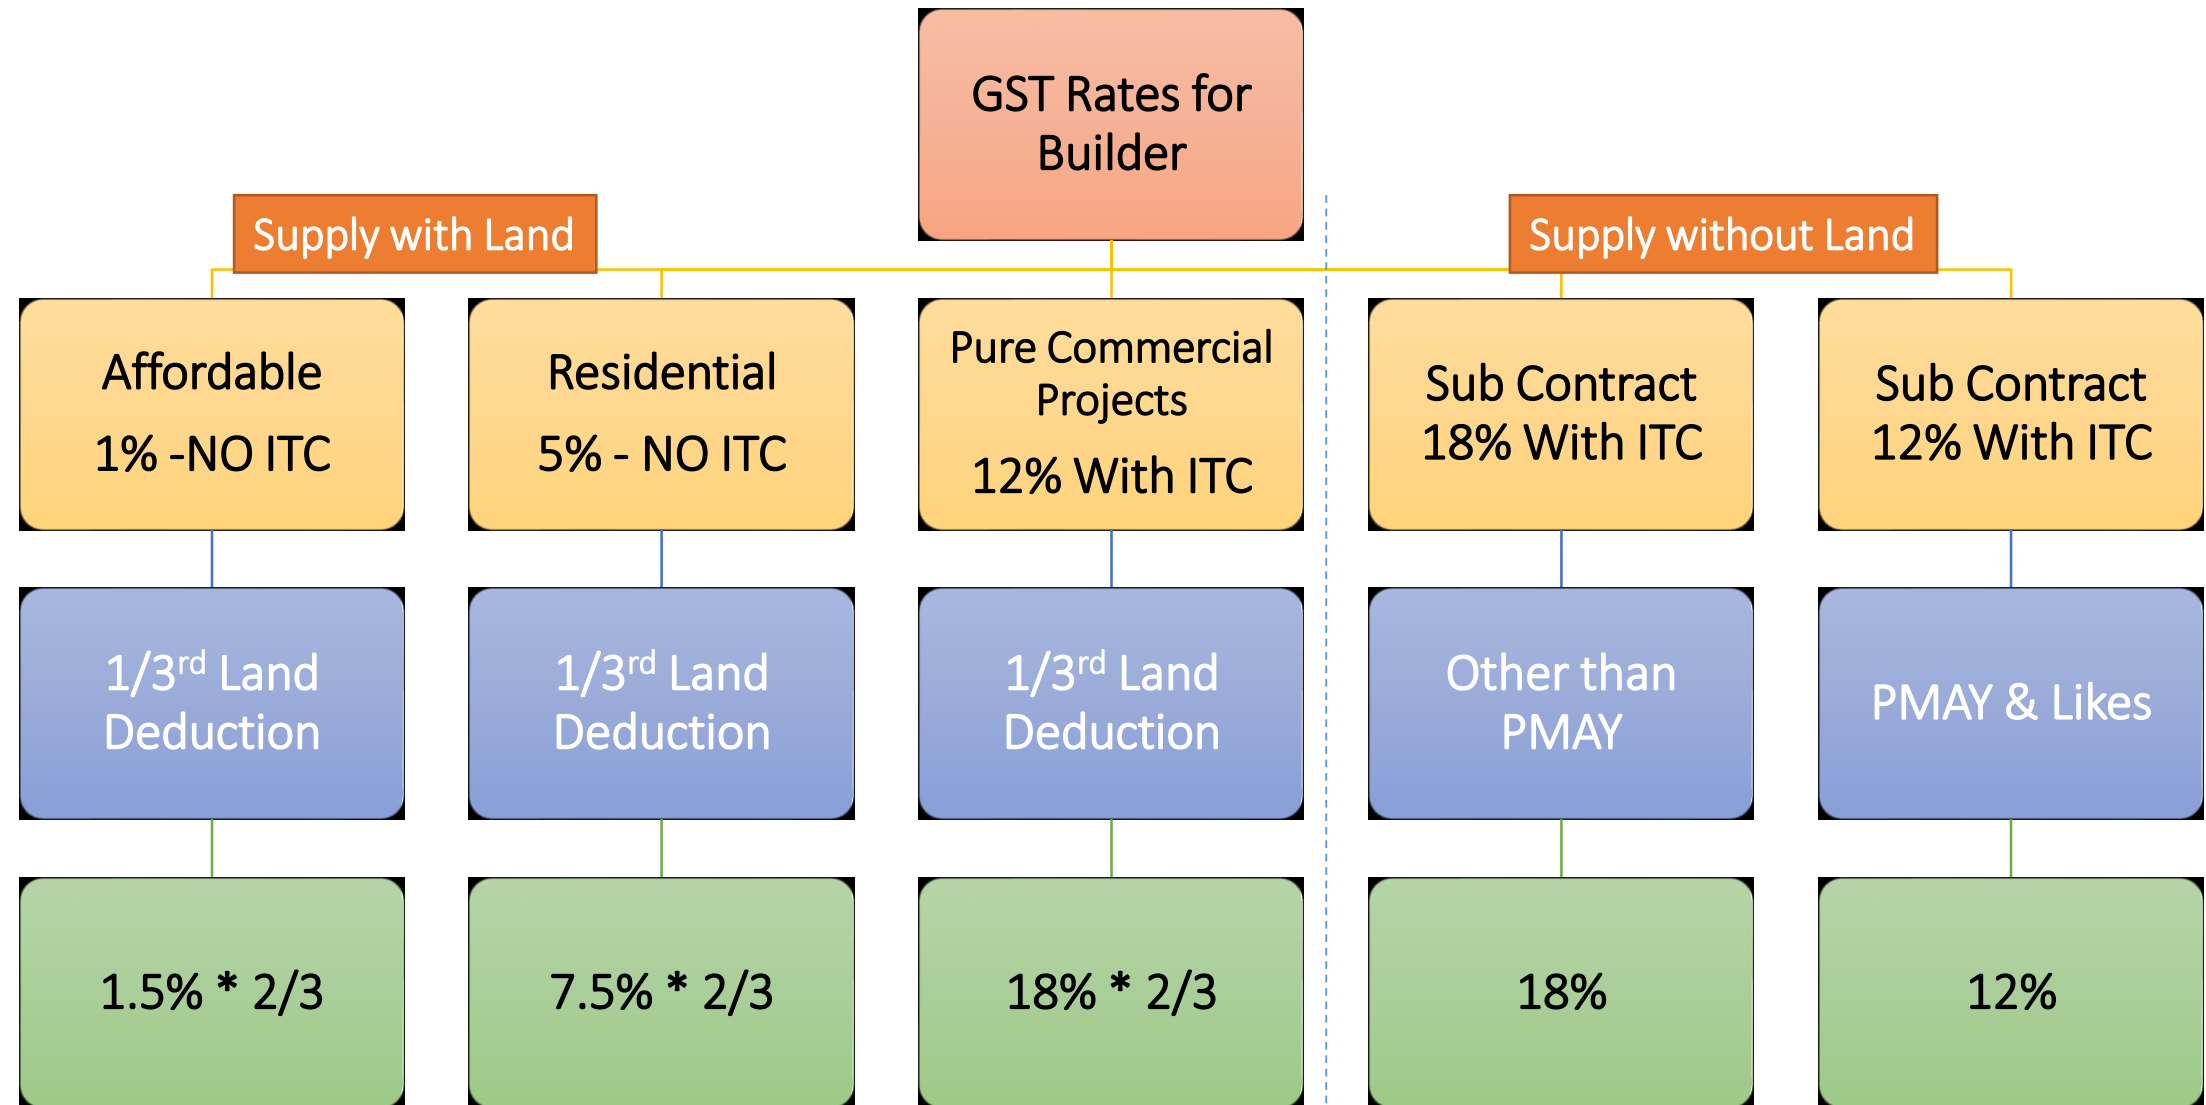 GST Rates for
Builder
Supply with Land
Supply without Land
Affordable
1% -NO ITC
Residential
5% - NO ITC
Pure Commercial
Projects
12% With ITC
Sub Contract
18% With ITC
Sub Contract
12% With ITC
1/3rd Land
Deduction
1/3rd Land
Deduction
1/3rd Land
Deduction
Other than
PMAY
PMAY & Likes
1.5% * 2/3
7.5% * 2/3
18% * 2/3
18%
12%